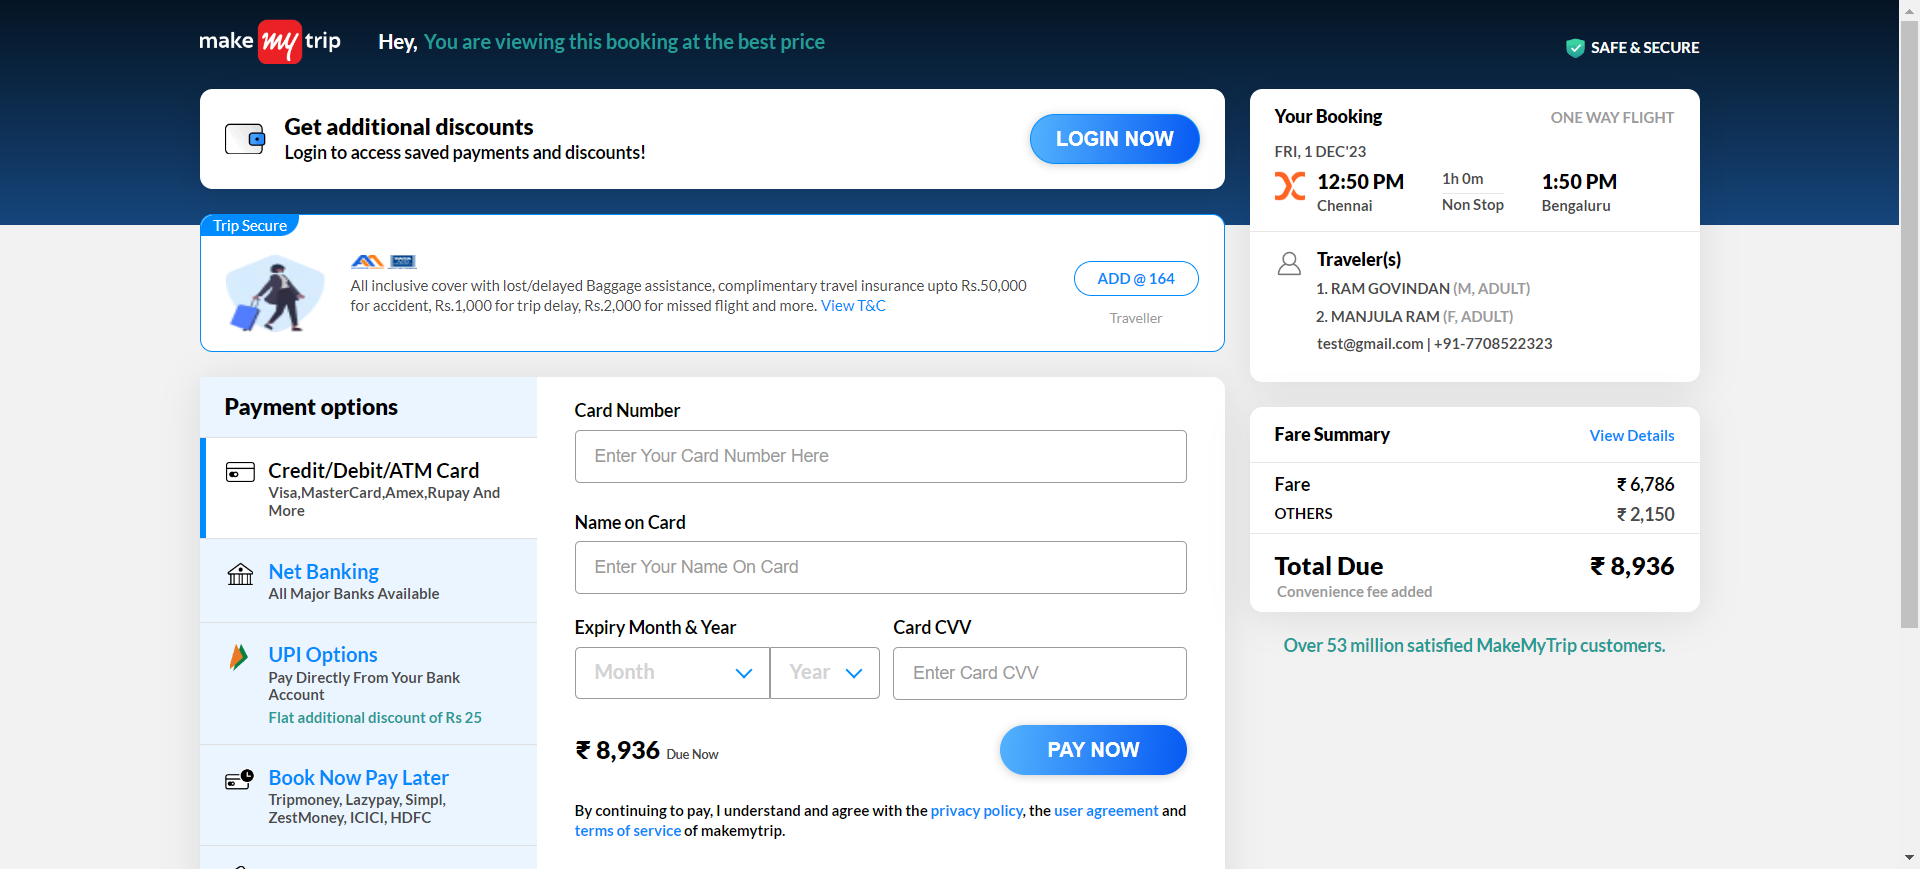 make my trip
Hey, You are viewing this booking at the best price
SAFE & SECURE
Get additional discounts
Login to access saved payments and discounts!
LOGIN NOW
Trip Secure
All inclusive cover with lost/delayed Baggage assistance, complimentary travel insurance upto Rs.50,000
for accident, Rs.1,000 for trip delay, Rs.2,000 for missed flight and more. View T&C
ADD @ 164
Traveller
Payment options
Credit/Debit/ATM Card
Visa,MasterCard,Amex,Rupay And
More
Net Banking
All Major Banks Available
UPI Options
Pay Directly From Your Bank
Account
Flat additional discount of Rs 25
Book Now Pay Later
Tripmoney, Lazypay, Simpl,
ZestMoney, ICICI, HDFC
Card Number
Enter Your Card Number Here
Name on Card
Enter Your Name On Card
Expiry Month & Year
Card CVV
Month
Year
Enter Card CVV
₹ 8,936 Due Now
PAY NOW
By continuing to pay, I understand and agree with the privacy policy, the user agreement and
terms of service of makemytrip.
Your Booking
ONE WAY FLIGHT
FRI, 1 DEC'23
12:50 PM
1h 0m
1:50 PM
Chennai
Non Stop
Bengaluru
Traveler(s)
1. RAM GOVINDAN (M, ADULT)
2. MANJULA RAM (F, ADULT)
test@gmail.com | +91-7708522323
Fare Summary
View Details
Fare ₹ 6,786
OTHERS ₹ 2,150
Total Due ₹ 8,936
Convenience fee added
Over 53 million satisfied MakeMyTrip customers.